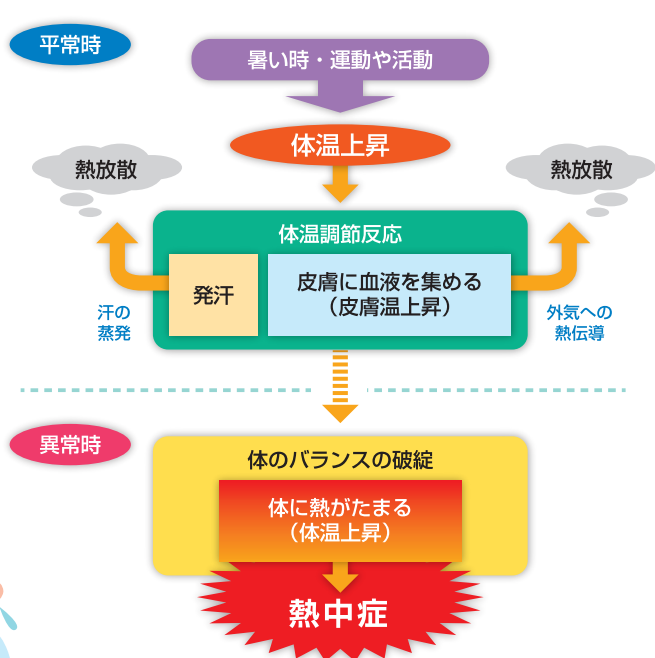 平常時
暑い時・運動や活動
体温上昇
熱放散
熱放散
体温調節反応
発汗
皮膚に血液を集める
（皮膚温上昇）
汗の
蒸発
外気への
熱伝導
異常時
体のバランスの破綻
体に熱がたまる
（体温上昇）
熱中症